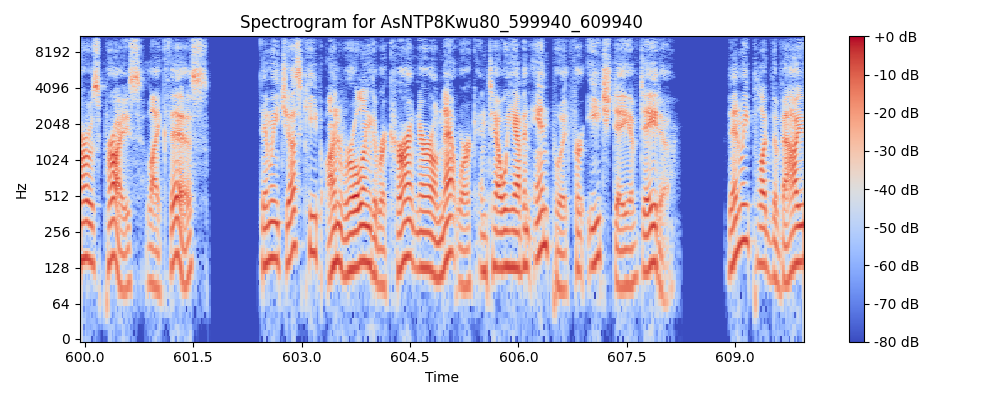 Spectrogram for AsNTP8Kwu80_599940_609940
8192
4096
2048
1024
512
256
128
64
0
Hz
600.0 601.5 603.0 604.5 606.0 607.5 609.0
Time
+0 dB
-10 dB
-20 dB
-30 dB
-40 dB
-50 dB
-60 dB
-70 dB
-80 dB